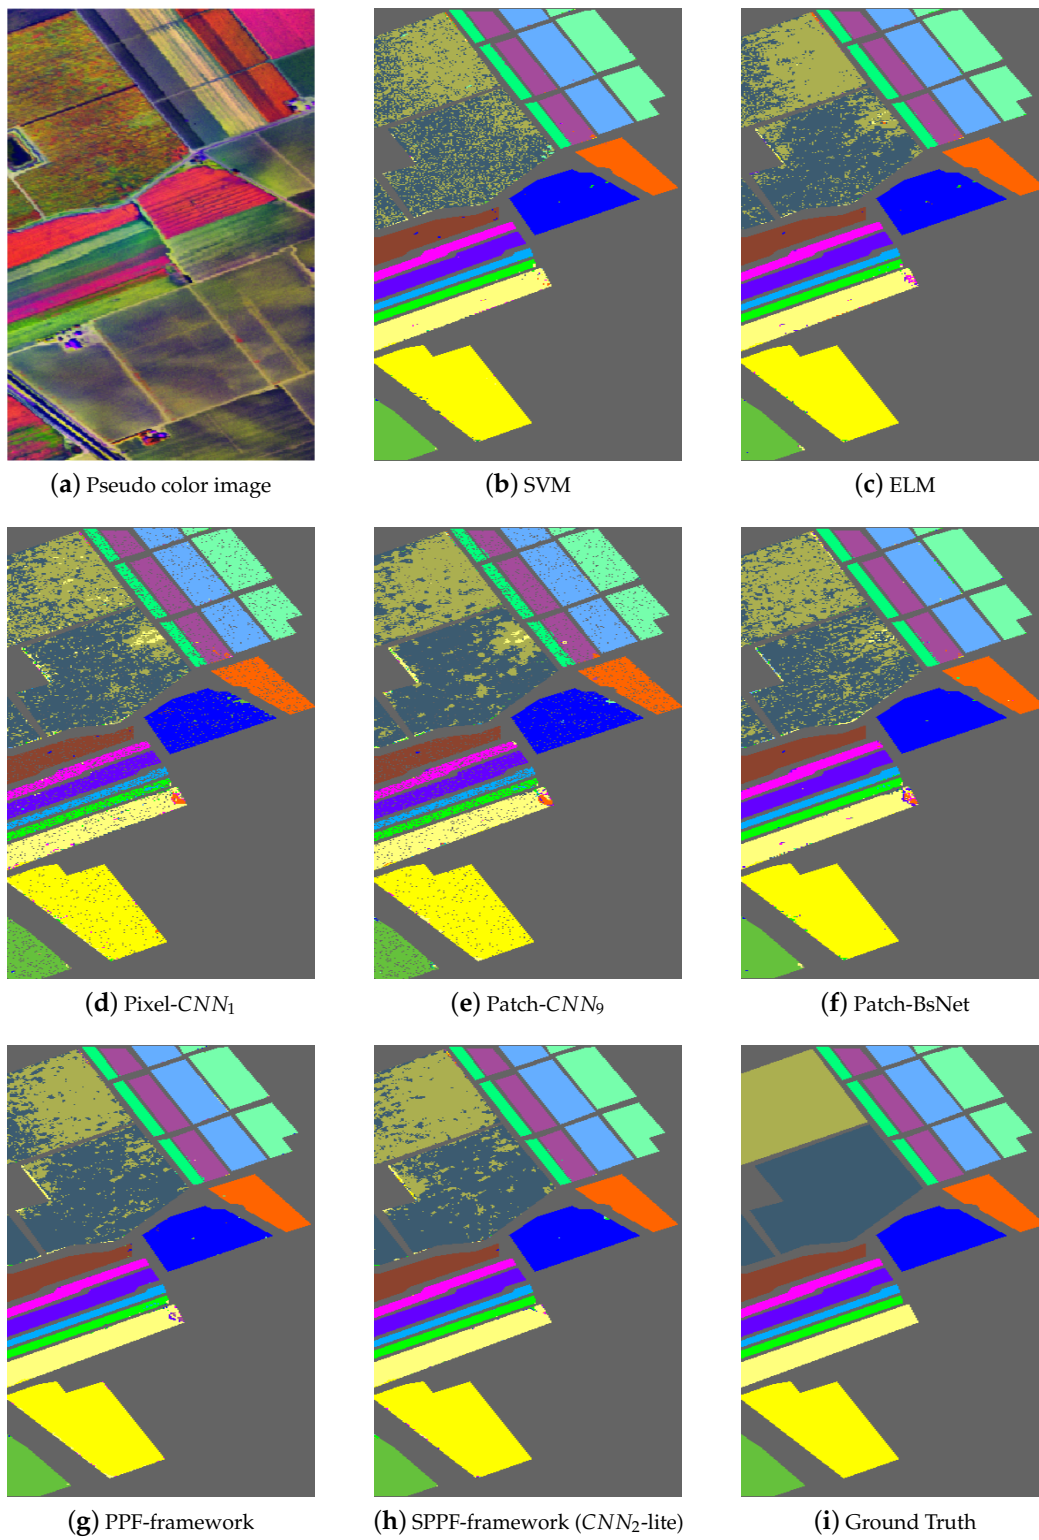 (a) Pseudo color image
(b) SVM
(c) ELM
(d) Pixel-CNN₁
(e) Patch-CNN₉
(f) Patch-BsNet
(g) PPF-framework
(h) SPPF-framework (CNN₂-lite)
(i) Ground Truth